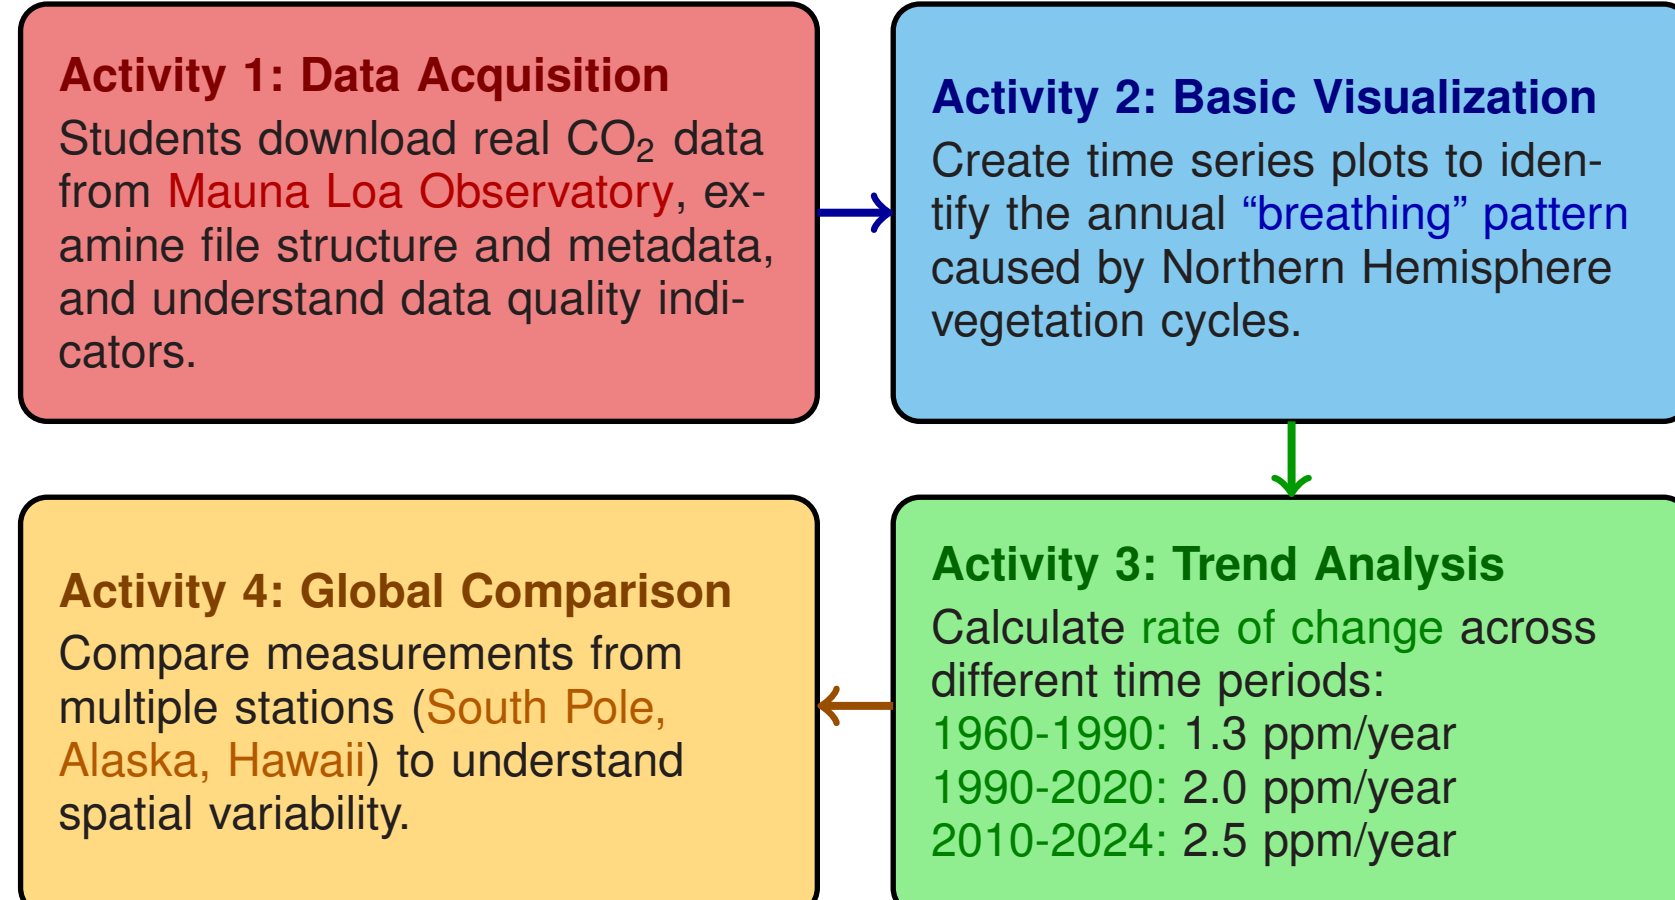 Activity 1: Data Acquisition
Students download real CO₂ data
from Mauna Loa Observatory, ex-
amine file structure and metadata,
and understand data quality indi-
cators.
Activity 2: Basic Visualization
Create time series plots to iden-
tify the annual “breathing” pattern
caused by Northern Hemisphere
vegetation cycles.
Activity 3: Trend Analysis
Calculate rate of change across
different time periods:
1960-1990: 1.3 ppm/year
1990-2020: 2.0 ppm/year
2010-2024: 2.5 ppm/year
Activity 4: Global Comparison
Compare measurements from
multiple stations (South Pole,
Alaska, Hawaii) to understand
spatial variability.